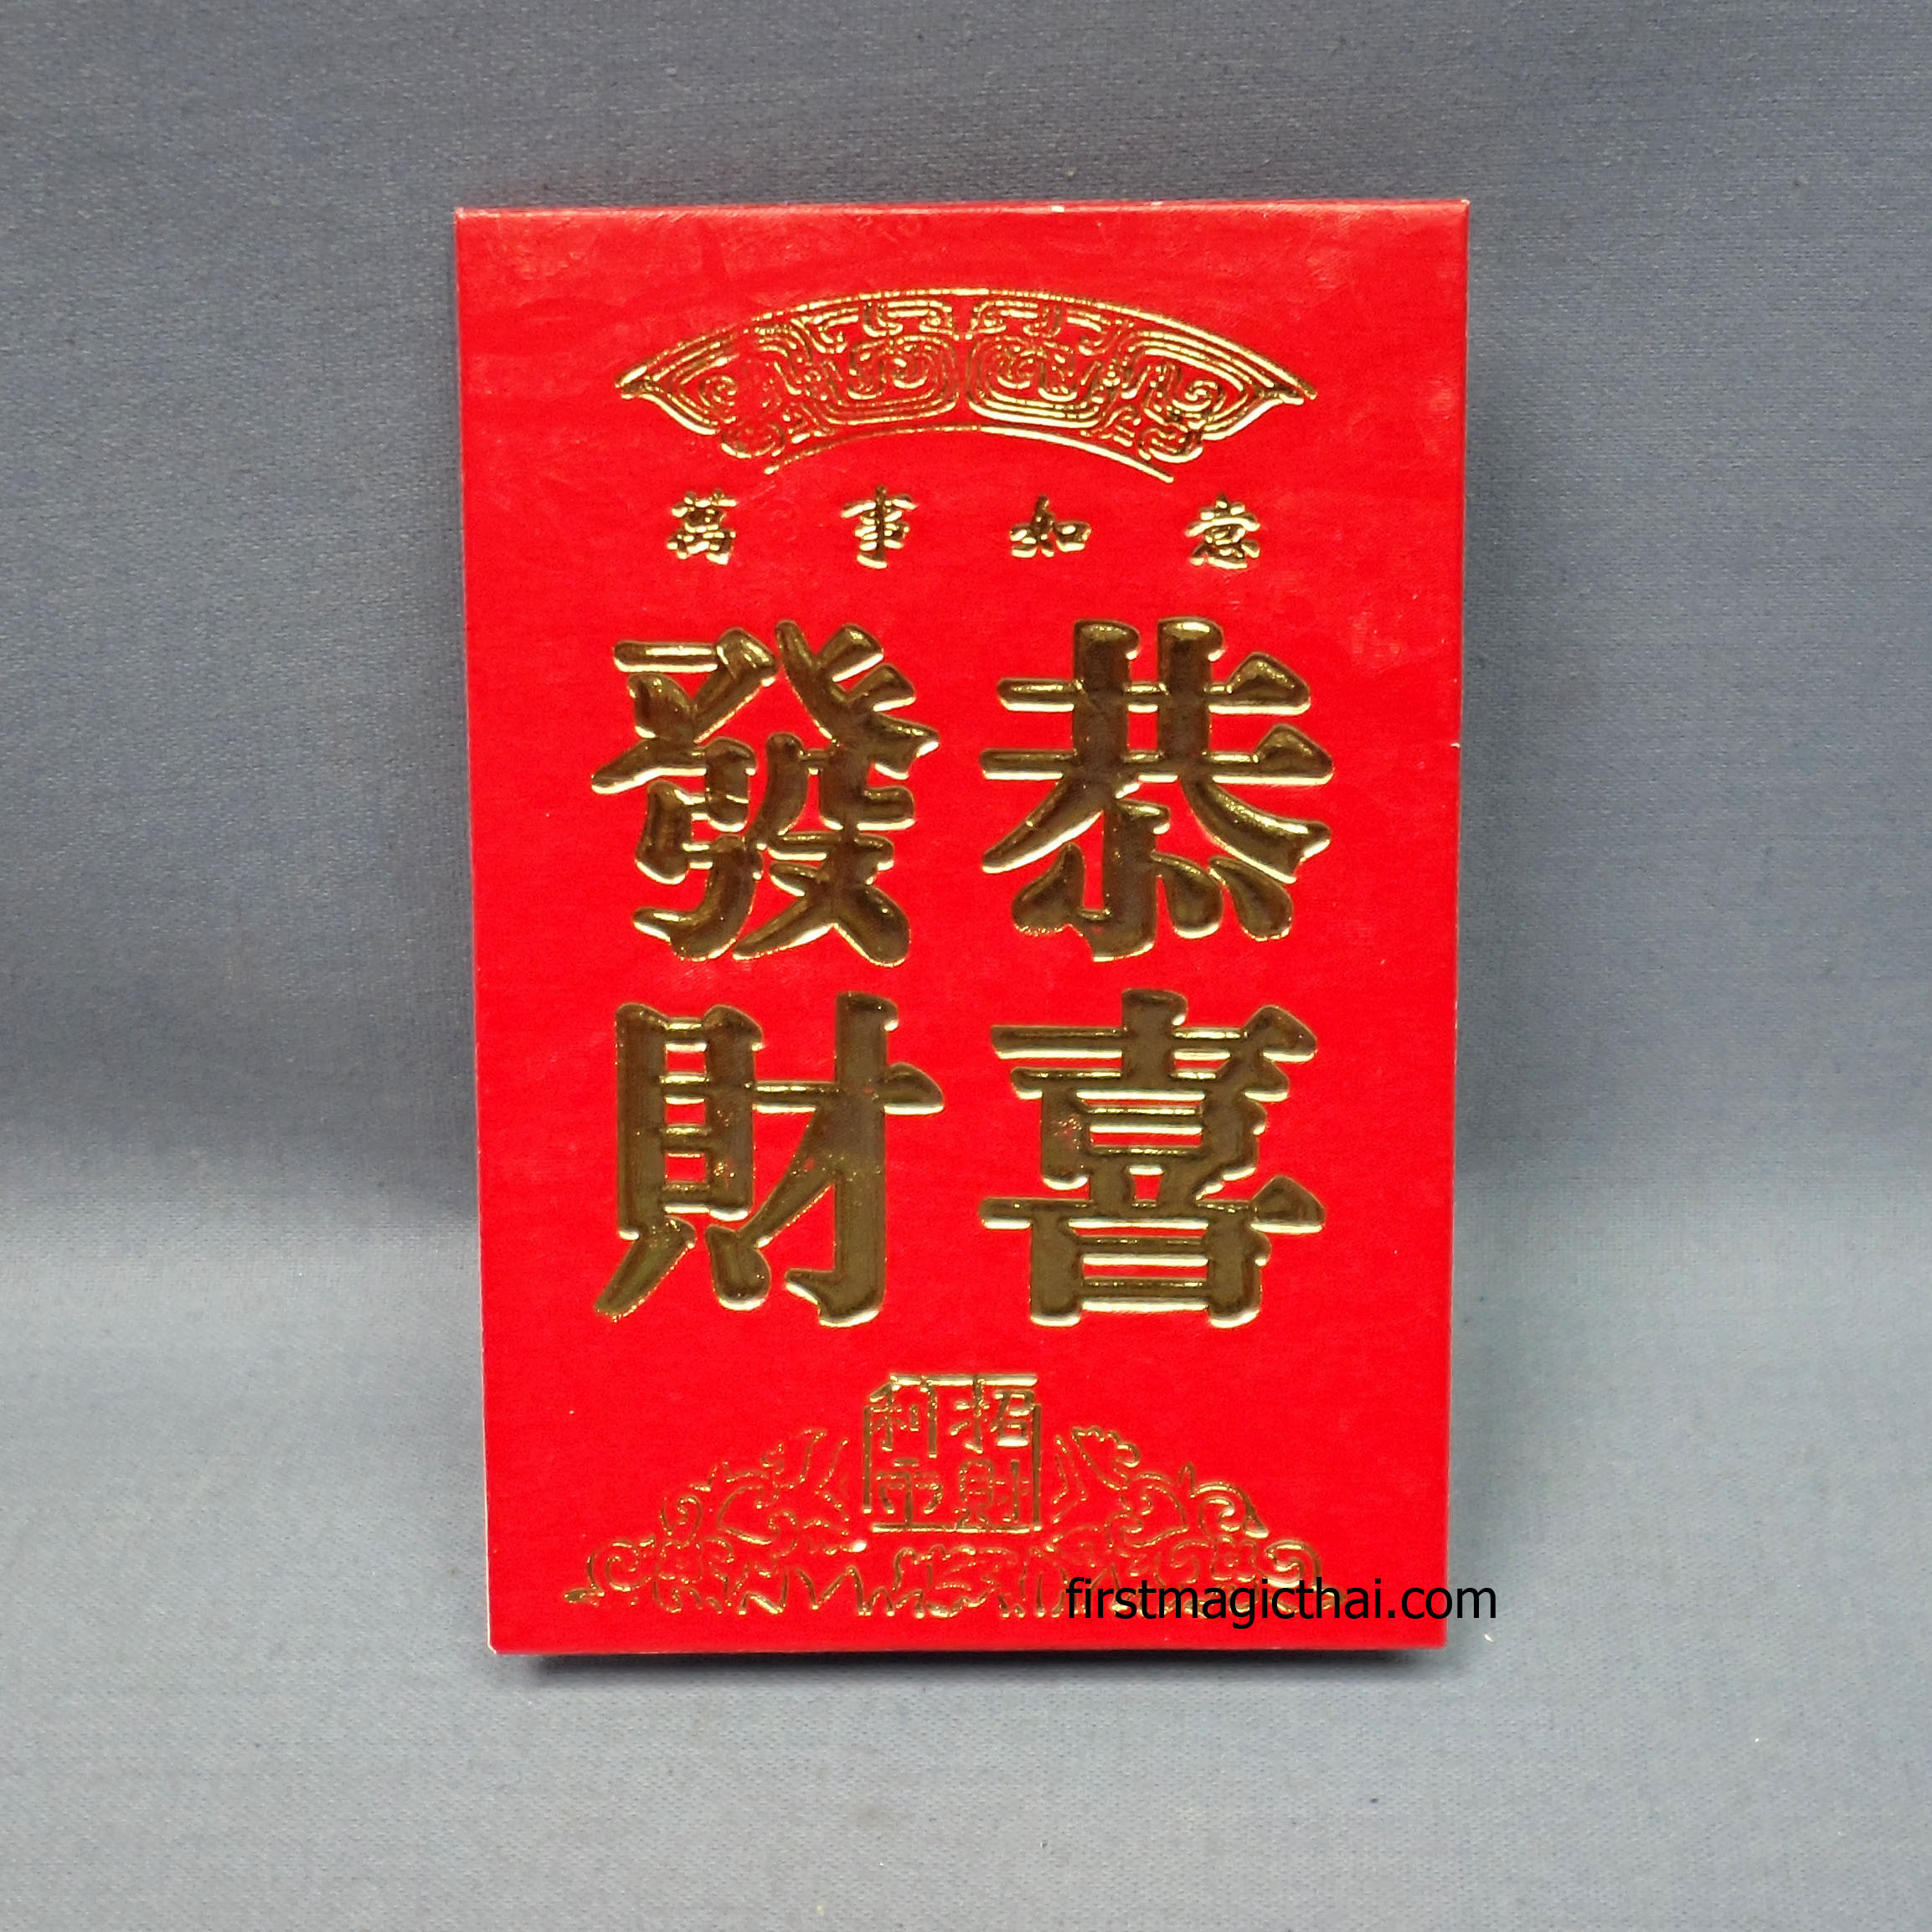 萬事如意
恭喜
發財
招財
利市
firstmagicthai.com